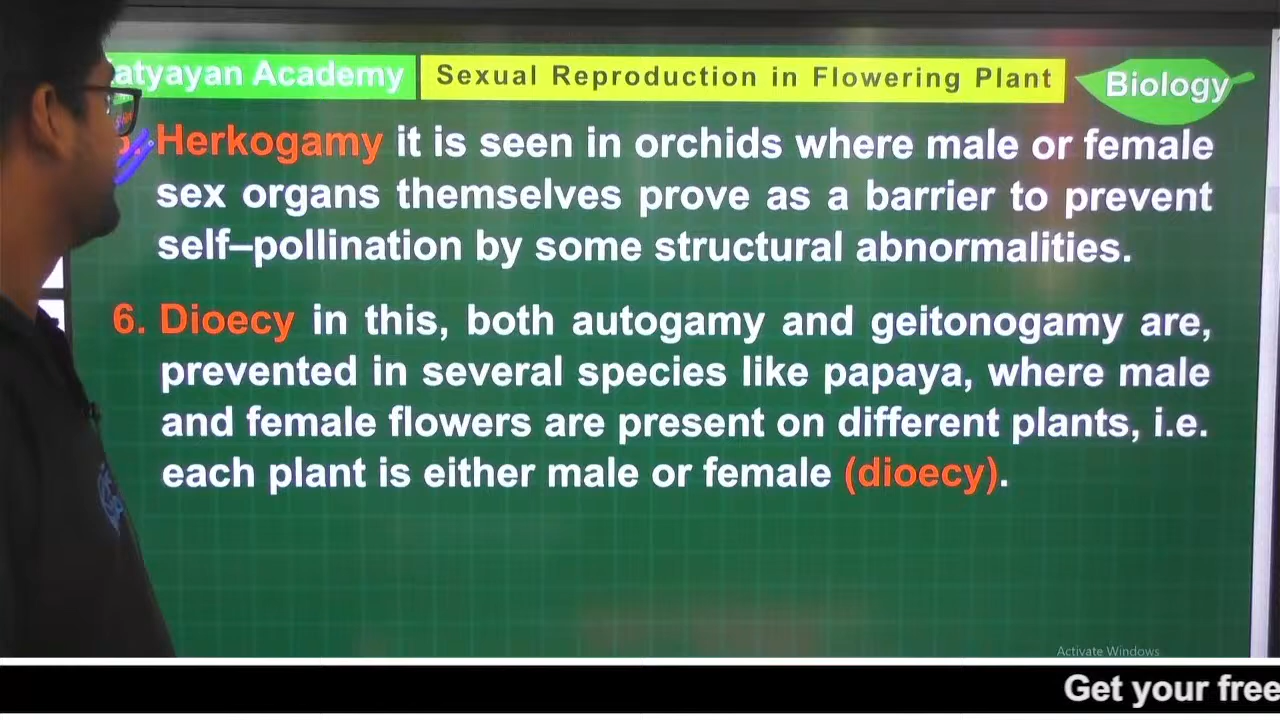 Katyayan Academy
Sexual Reproduction in Flowering Plant
Biology
Herkogamy it is seen in orchids where male or female
sex organs themselves prove as a barrier to prevent
self–pollination by some structural abnormalities.
6. Dioecy in this, both autogamy and geitonogamy are,
prevented in several species like papaya, where male
and female flowers are present on different plants, i.e.
each plant is either male or female (dioecy).
Activate Windows
Get your free